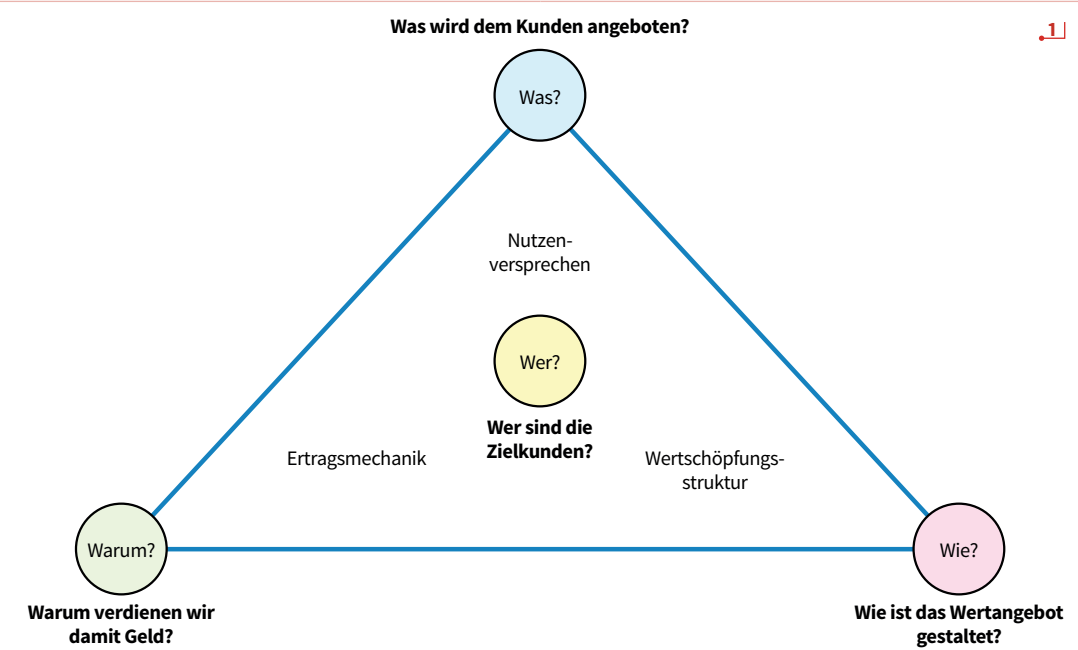 Was wird dem Kunden angeboten?
1
Was?
Nutzen-
versprechen
Wer?
Wer sind die
Zielkunden?
Ertragsmechanik
Wertschöpfungs-
struktur
Warum?
Warum verdienen wir
damit Geld?
Wie?
Wie ist das Wertangebot
gestaltet?